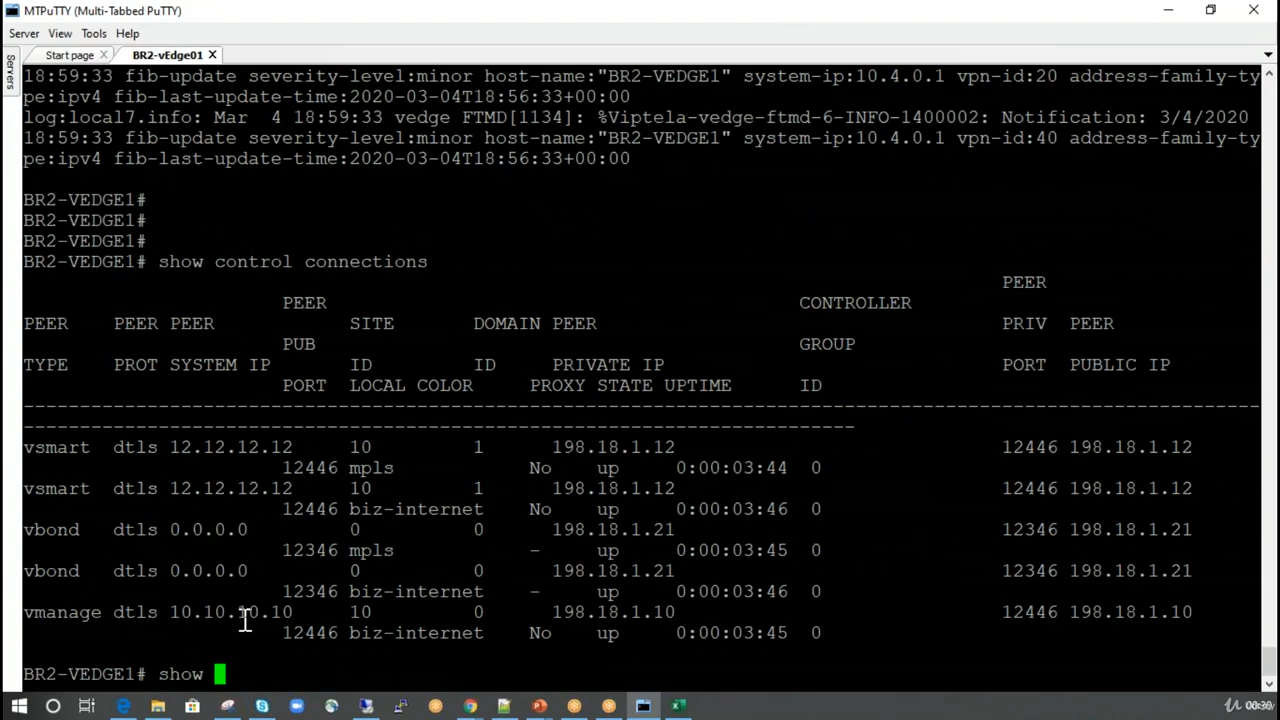 MTPuTTY (Multi-Tabbed PuTTY)
Server View Tools Help
Servers
Start page BR2-vEdge01
18:59:33 fib-update severity-level:minor host-name:"BR2-VEDGE1" system-ip:10.4.0.1 vpn-id:20 address-family-ty
pe:ipv4 fib-last-update-time:2020-03-04T18:56:33+00:00
log:local7.info: Mar  4 18:59:33 vedge FTMD[1134]: %Viptela-vedge-ftmd-6-INFO-1400002: Notification: 3/4/2020
18:59:33 fib-update severity-level:minor host-name:"BR2-VEDGE1" system-ip:10.4.0.1 vpn-id:40 address-family-ty
pe:ipv4 fib-last-update-time:2020-03-04T18:56:33+00:00
BR2-VEDGE1#
BR2-VEDGE1#
BR2-VEDGE1#
BR2-VEDGE1# show control connections
PEER
PEER CONTROLLER
PEER PEER PEER SITE DOMAIN PEER PRIV PEER
PUB GROUP
TYPE PROT SYSTEM IP ID ID PRIVATE IP PORT PUBLIC IP
PORT LOCAL COLOR PROXY STATE UPTIME ID
--------------------------------------------------------------------------------------------------------------
--------------------------------------------------------------------------
vsmart dtls 12.12.12.12 10 1 198.18.1.12 12446 198.18.1.12
12446 mpls No up 0:00:03:44 0
vsmart dtls 12.12.12.12 10 1 198.18.1.12 12446 198.18.1.12
12446 biz-internet No up 0:00:03:46 0
vbond dtls 0.0.0.0 0 0 198.18.1.21 12346 198.18.1.21
12346 mpls - up 0:00:03:45 0
vbond dtls 0.0.0.0 0 0 198.18.1.21 12346 198.18.1.21
12346 biz-internet - up 0:00:03:46 0
vmanage dtls 10.10.10.10 10 0 198.18.1.10 12446 198.18.1.10
12446 biz-internet No up 0:00:03:45 0
BR2-VEDGE1# show